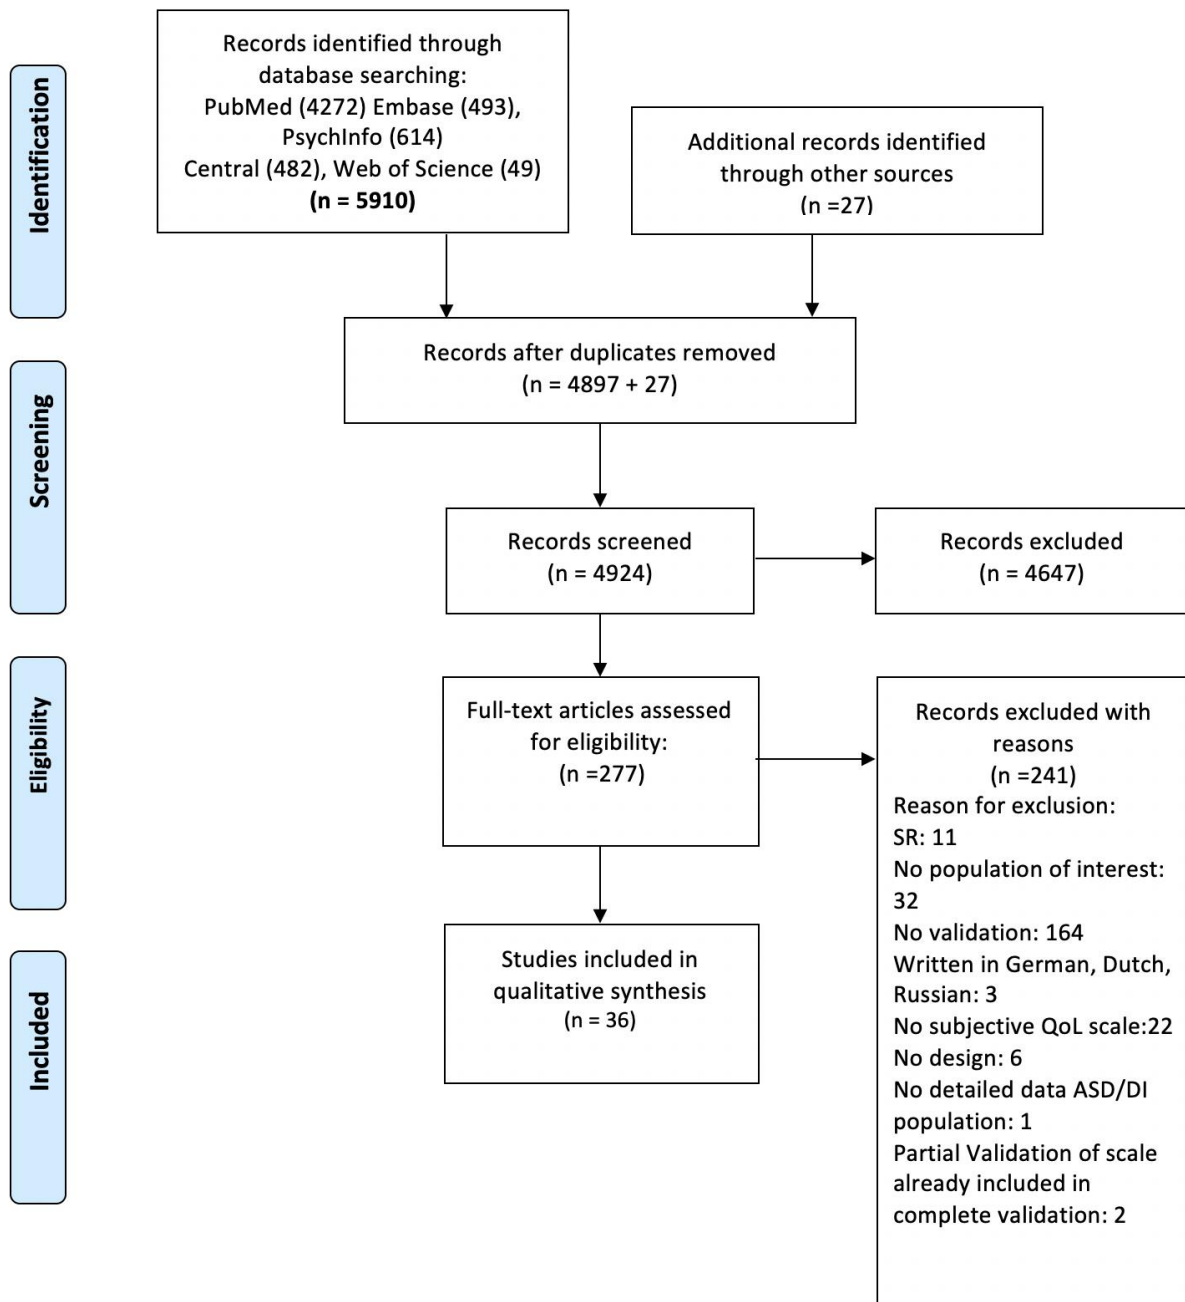 Identification
Records identified through
database searching:
PubMed (4272) Embase (493),
PsychInfo (614)
Central (482), Web of Science (49)
(n = 5910)
Additional records identified
through other sources
(n =27)
Records after duplicates removed
(n = 4897 + 27)
Screening
Records screened
(n = 4924)
Records excluded
(n = 4647)
Eligibility
Full-text articles assessed
for eligibility:
(n =277)
Records excluded with
reasons
(n =241)
Reason for exclusion:
SR: 11
No population of interest:
32
No validation: 164
Written in German, Dutch,
Russian: 3
No subjective QoL scale:22
No design: 6
No detailed data ASD/DI
population: 1
Partial Validation of scale
already included in
complete validation: 2
Included
Studies included in
qualitative synthesis
(n = 36)